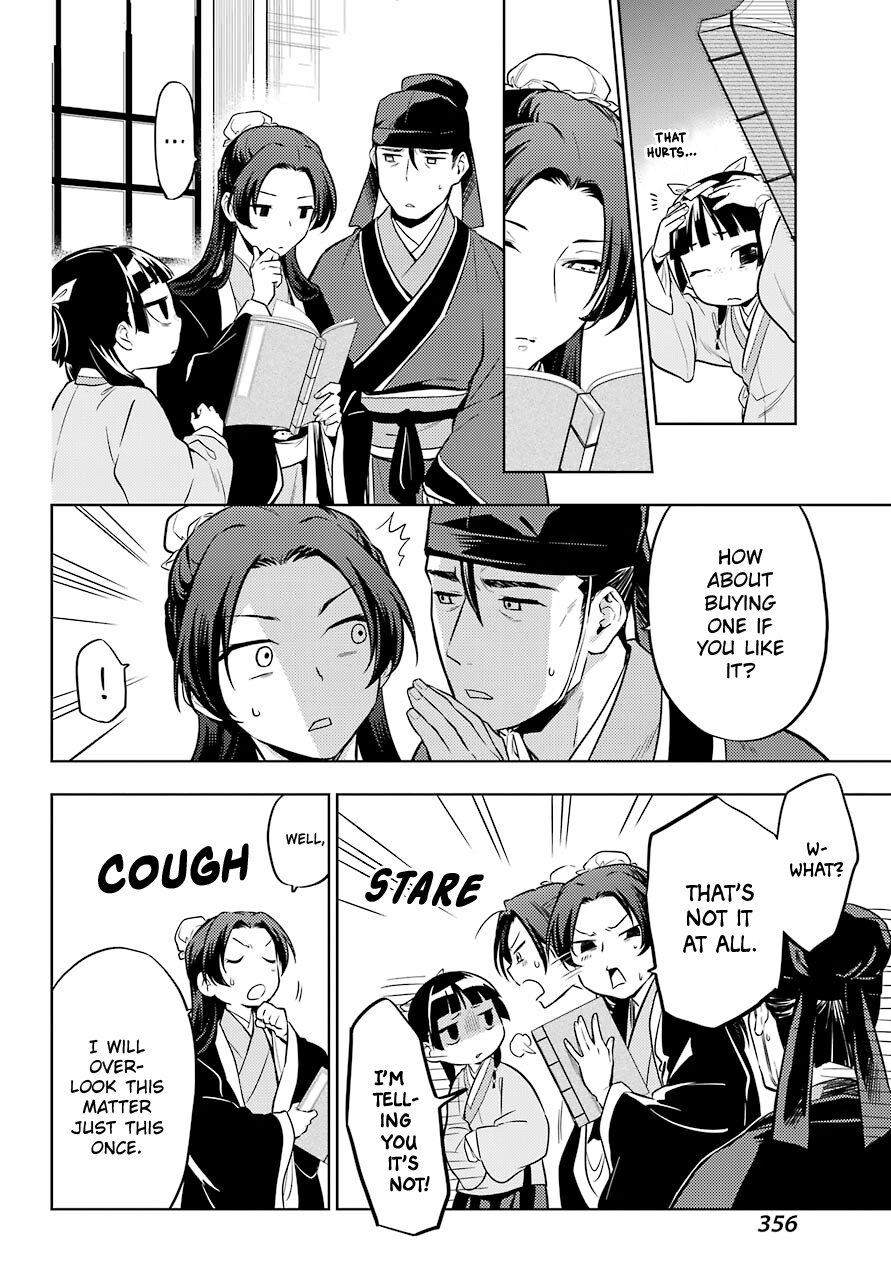 THAT
HURTS...
...
HOW
ABOUT
BUYING
ONE IF
YOU LIKE
IT?
!
W-
WHAT?
THAT'S
NOT IT
AT ALL.
STARE
I'M
TELL-
ING
YOU
IT'S
NOT!
WELL,
COUGH
I WILL
OVER-
LOOK THIS
MATTER
JUST THIS
ONCE.
356